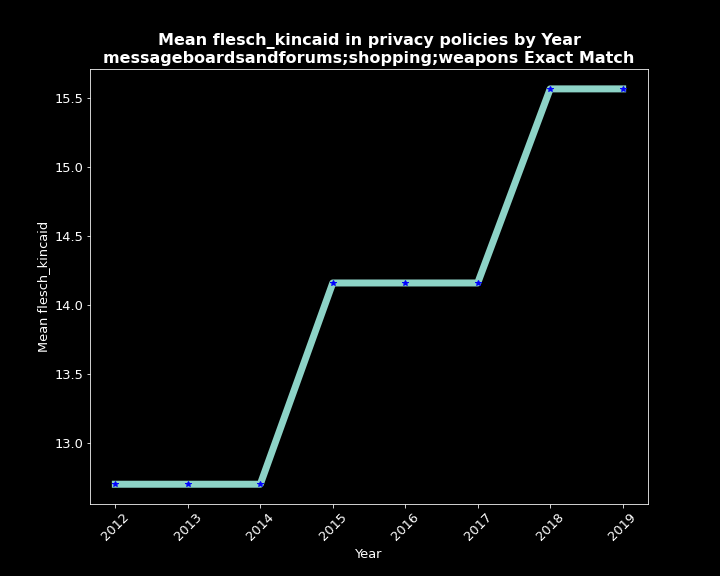 Mean flesch_kincaid in privacy policies by Year
messageboardsandforums;shopping;weapons Exact Match
15.5
15.0
14.5
14.0
13.5
13.0
Mean flesch_kincaid
2012 2013 2014 2015 2016 2017 2018 2019
Year